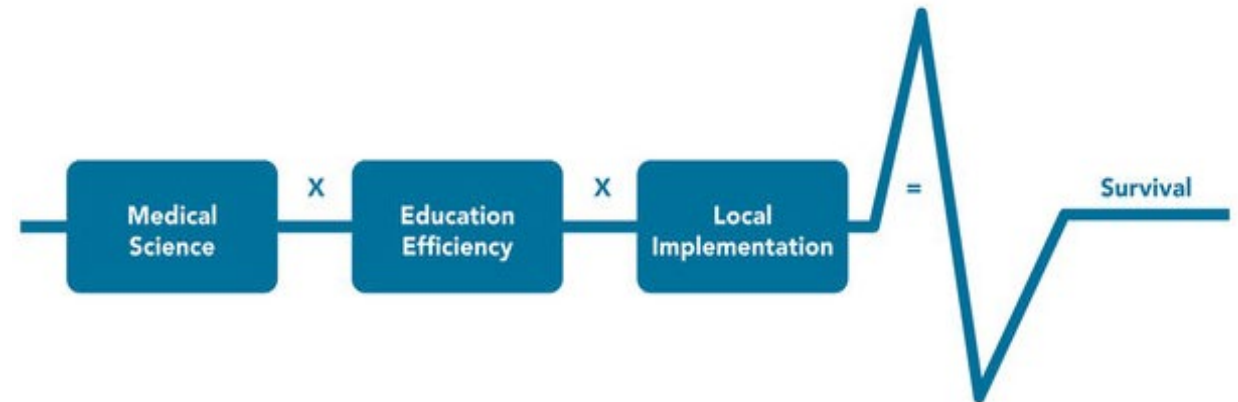 Medical
Science
X
Education
Efficiency
X
Local
Implementation
=
Survival